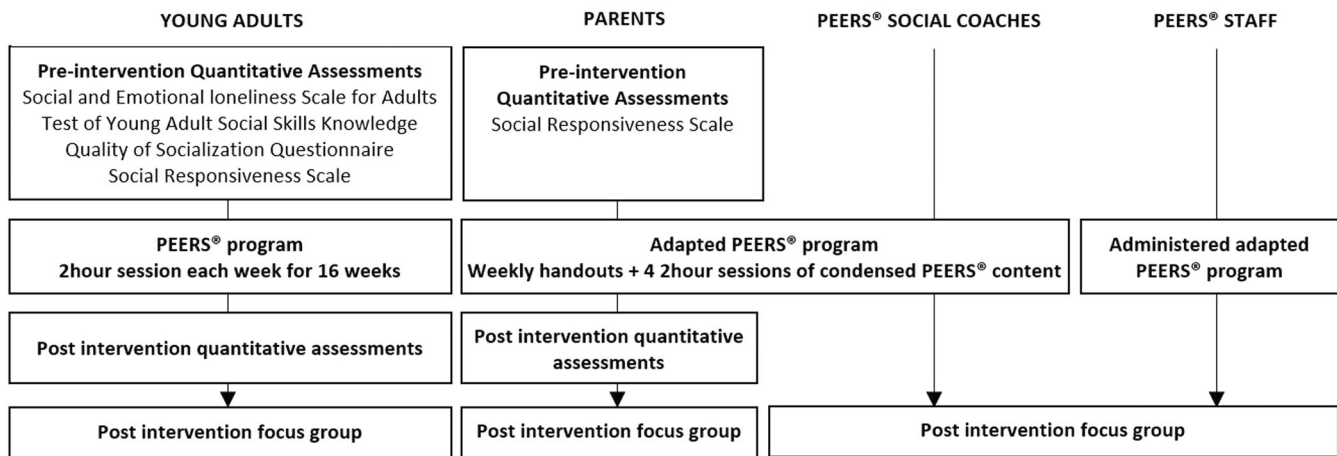 YOUNG ADULTS
PARENTS
PEERS® SOCIAL COACHES
PEERS® STAFF
Pre-intervention Quantitative Assessments
Social and Emotional loneliness Scale for Adults
Test of Young Adult Social Skills Knowledge
Quality of Socialization Questionnaire
Social Responsiveness Scale
Pre-intervention
Quantitative Assessments
Social Responsiveness Scale
PEERS® program
2hour session each week for 16 weeks
Adapted PEERS® program
Weekly handouts + 4 2hour sessions of condensed PEERS® content
Administered adapted
PEERS® program
Post intervention quantitative assessments
Post intervention quantitative
assessments
Post intervention focus group
Post intervention focus group
Post intervention focus group